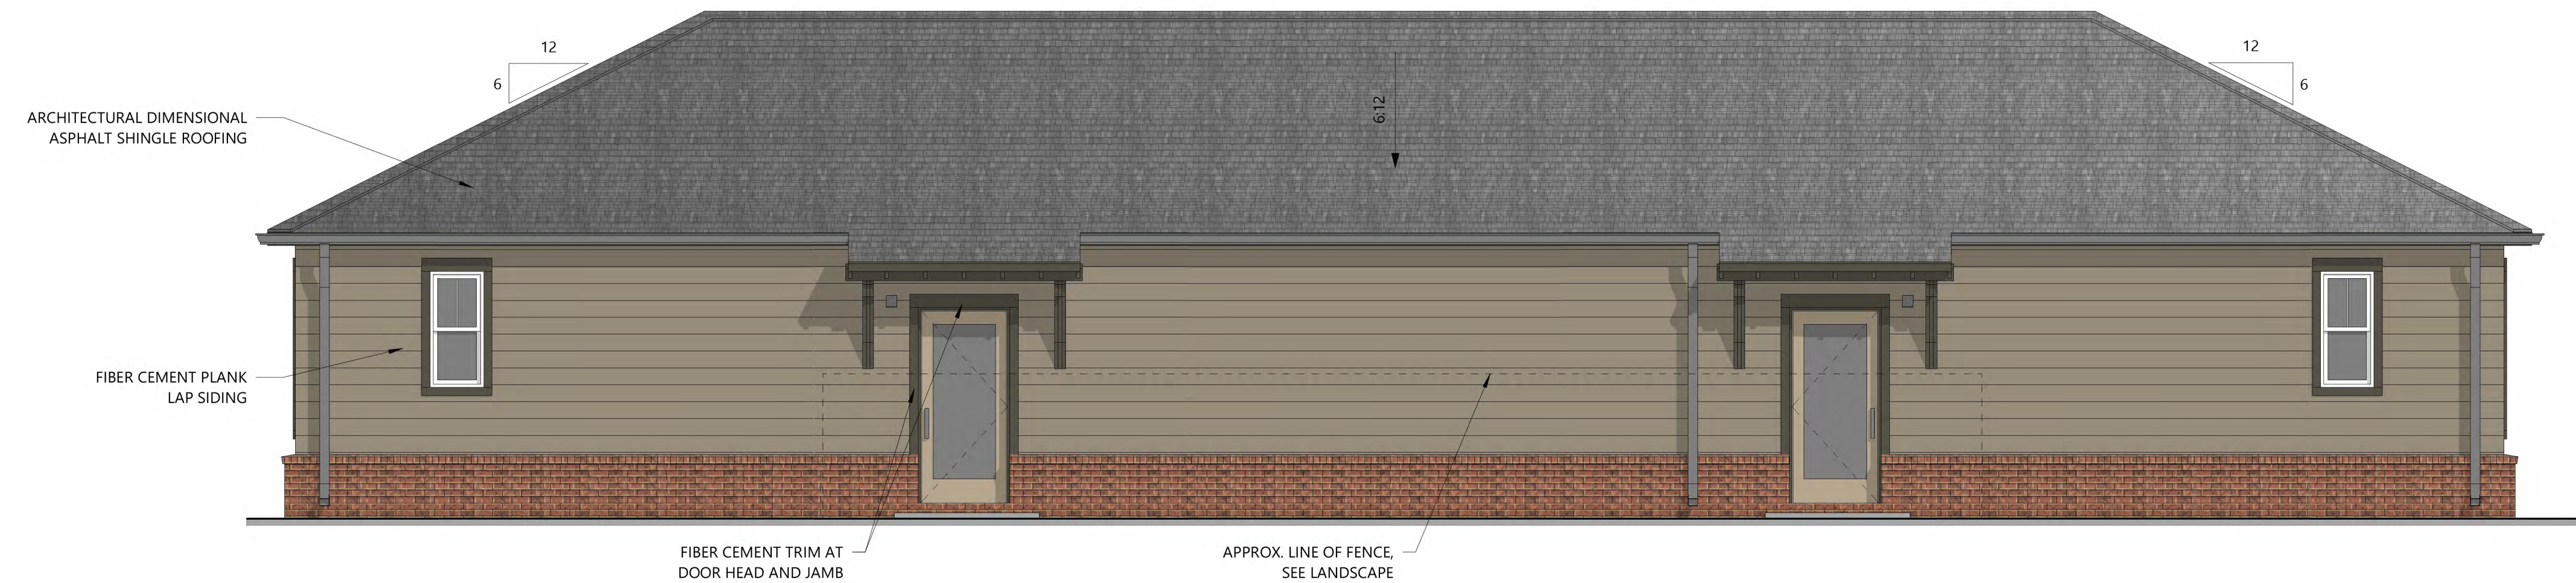 12
6
12
6
6:12
ARCHITECTURAL DIMENSIONAL
ASPHALT SHINGLE ROOFING
FIBER CEMENT PLANK
LAP SIDING
FIBER CEMENT TRIM AT
DOOR HEAD AND JAMB
APPROX. LINE OF FENCE,
SEE LANDSCAPE